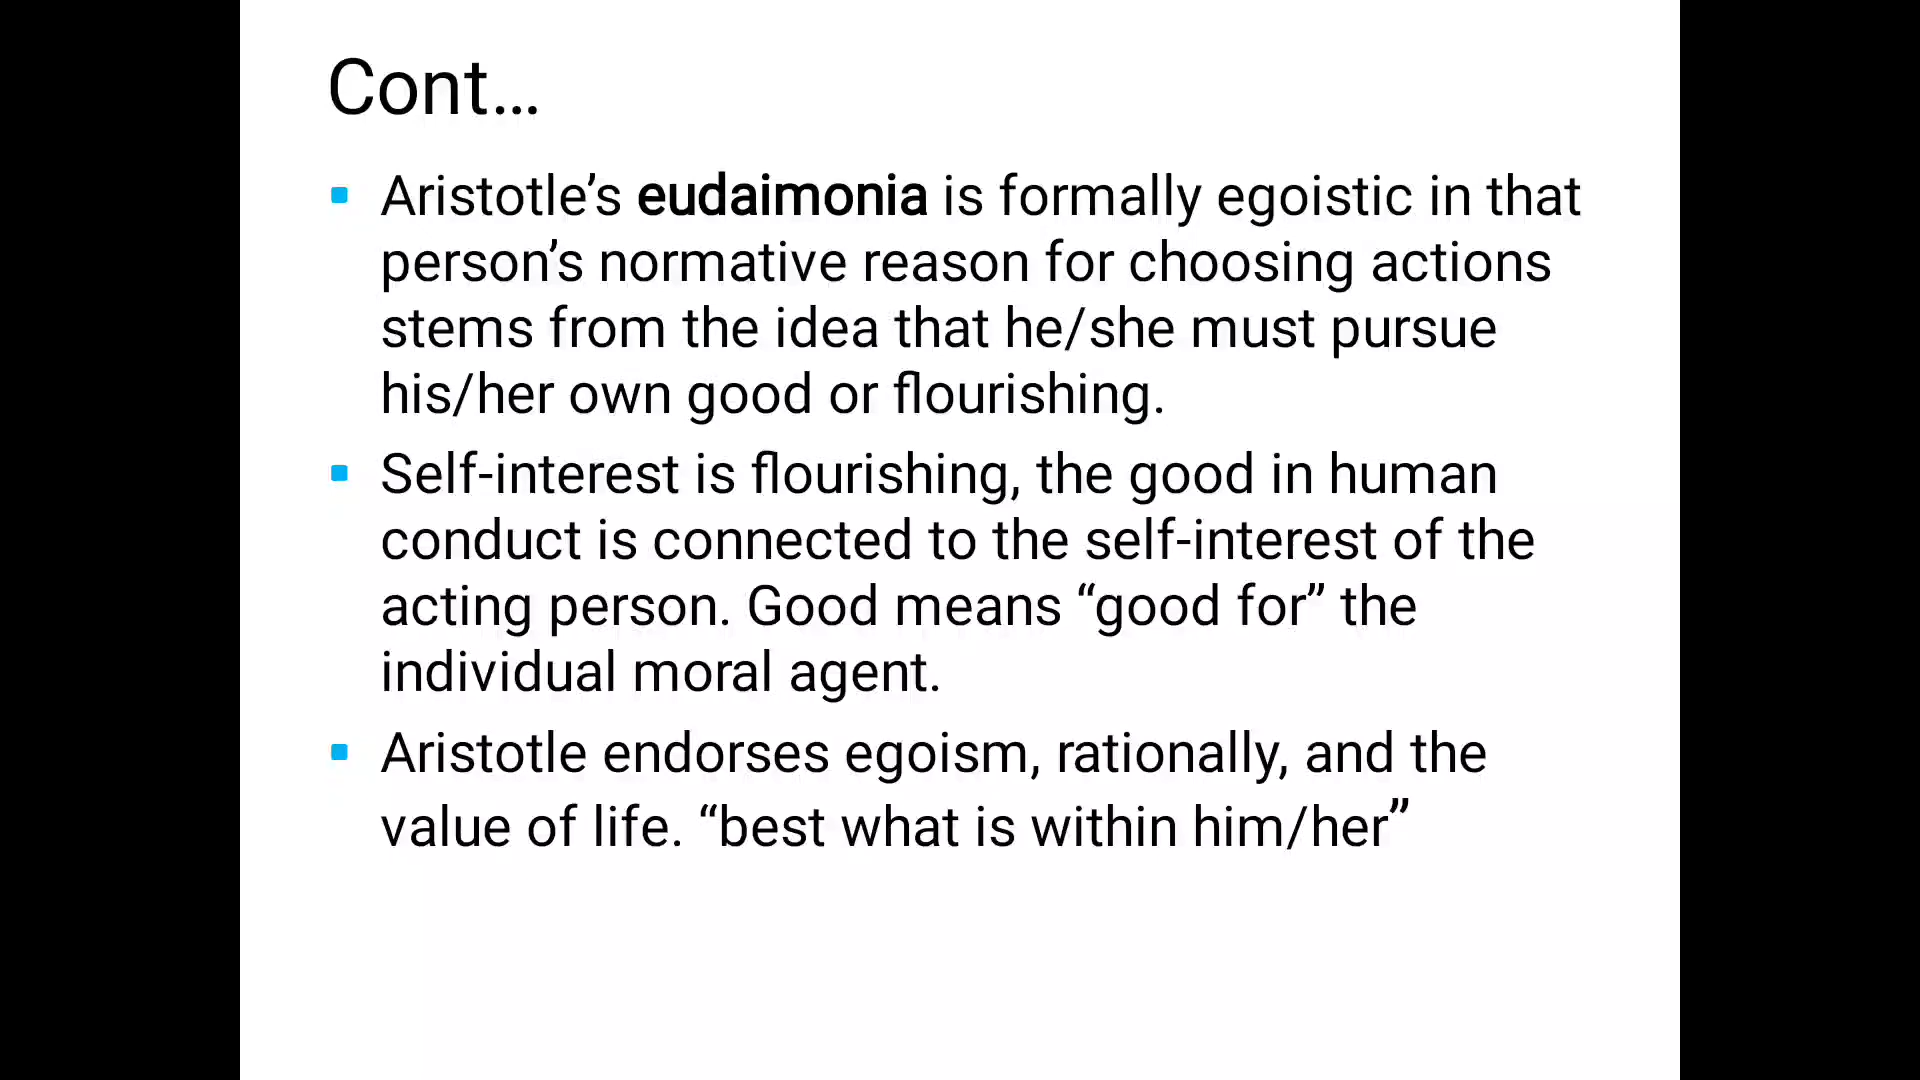 Cont…
▪ Aristotle’s eudaimonia is formally egoistic in that
person’s normative reason for choosing actions
stems from the idea that he/she must pursue
his/her own good or flourishing.
▪ Self-interest is flourishing, the good in human
conduct is connected to the self-interest of the
acting person. Good means “good for” the
individual moral agent.
▪ Aristotle endorses egoism, rationally, and the
value of life. “best what is within him/her”